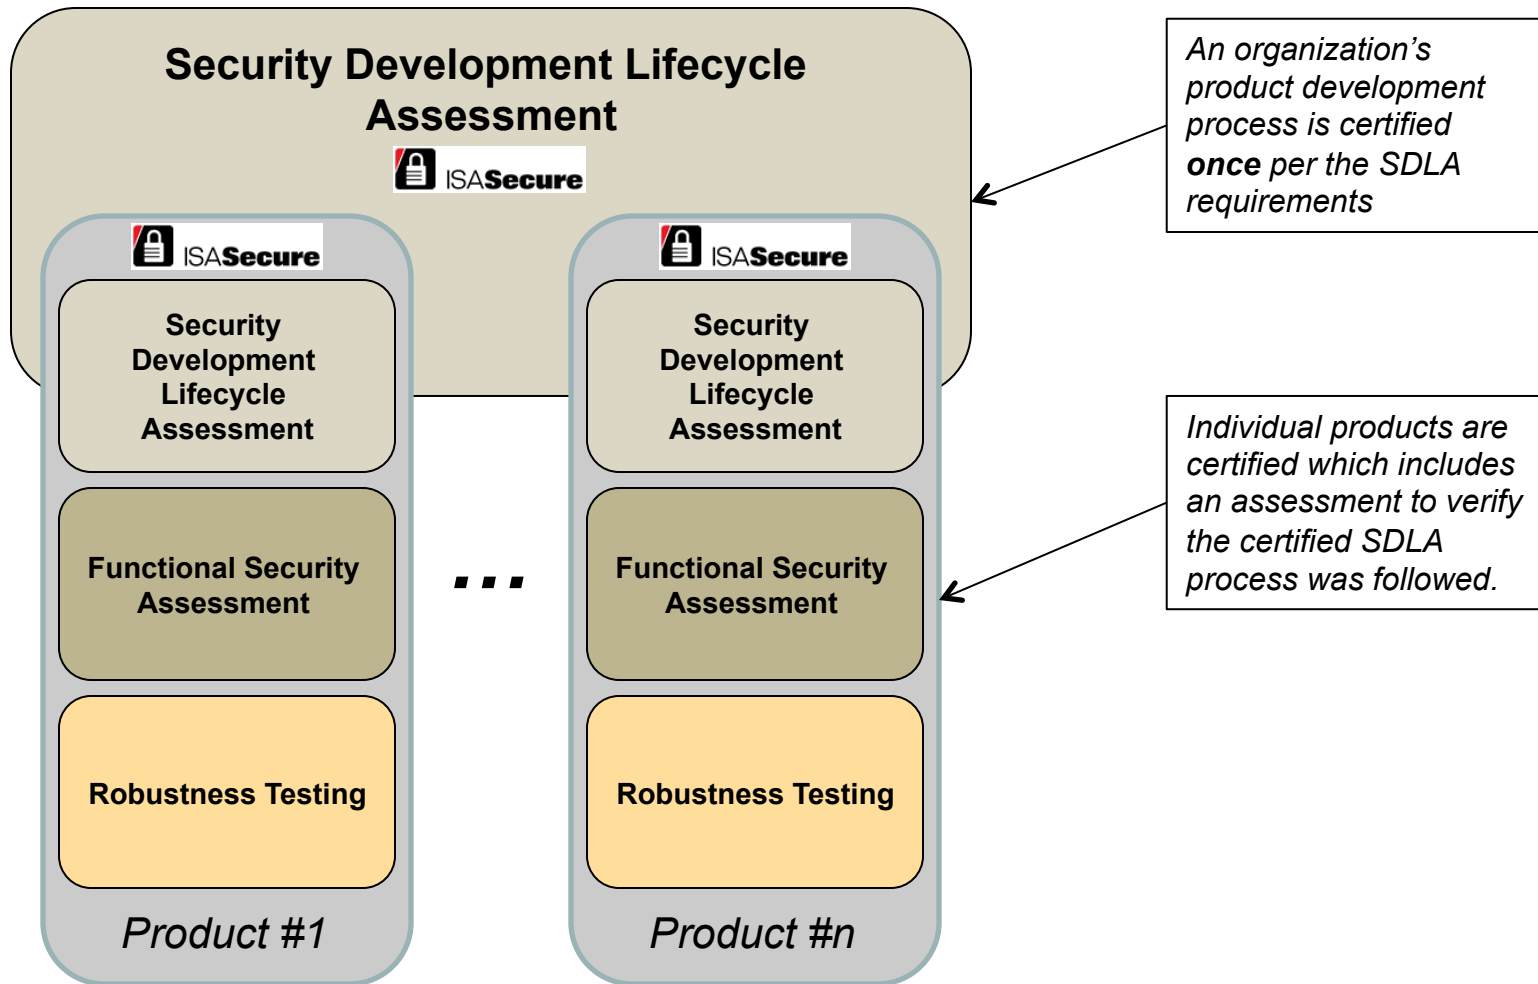 Security Development Lifecycle
Assessment
ISASecure
An organization’s
product development
process is certified
once per the SDLA
requirements
ISASecure
Security
Development
Lifecycle
Assessment
Functional Security
Assessment
Robustness Testing
Product #1
...
ISASecure
Security
Development
Lifecycle
Assessment
Functional Security
Assessment
Robustness Testing
Product #n
Individual products are
certified which includes
an assessment to verify
the certified SDLA
process was followed.